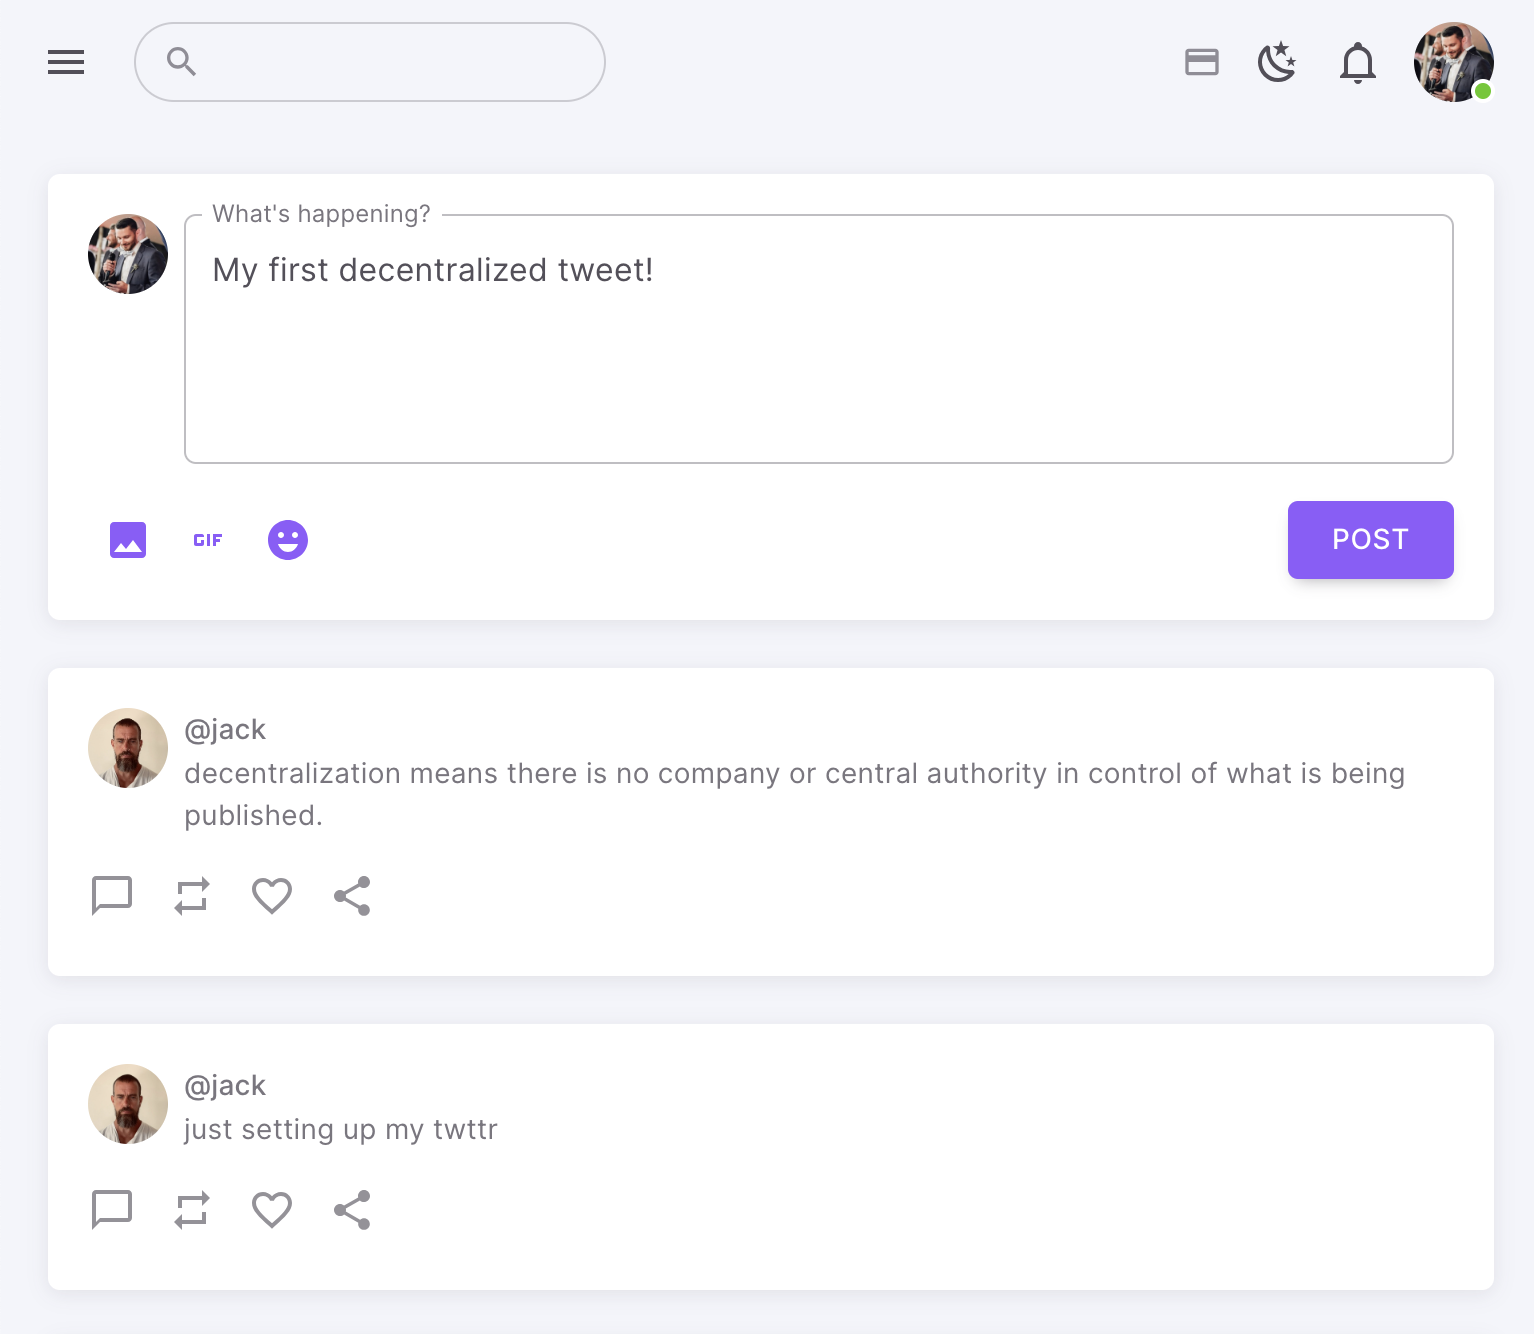 What's happening?
My first decentralized tweet!
GIF
POST
@jack
decentralization means there is no company or central authority in control of what is being
published.
@jack
just setting up my twttr